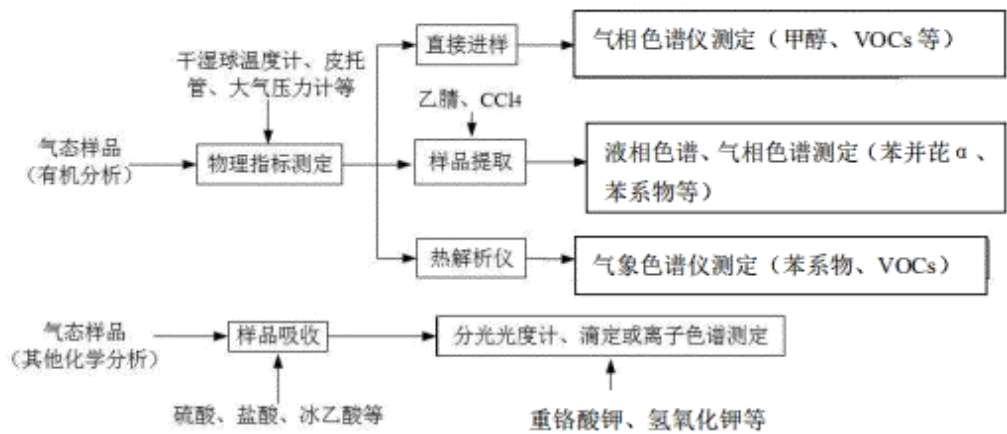 直接进样
气相色谱仪测定（甲醇、VOCs 等）
干湿球温度计、皮托
管、大气压力计等
乙腈、CCl4
气态样品
（有机分析）
物理指标测定
样品提取
液相色谱、气相色谱测定（苯并芘 α 、
苯系物等）
热解析仪
气象色谱仪测定（苯系物、VOCs）
气态样品
（其他化学分析）
样品吸收
分光光度计、滴定或离子色谱测定
硫酸、盐酸、冰乙酸等
重铬酸钾、氢氧化钾等